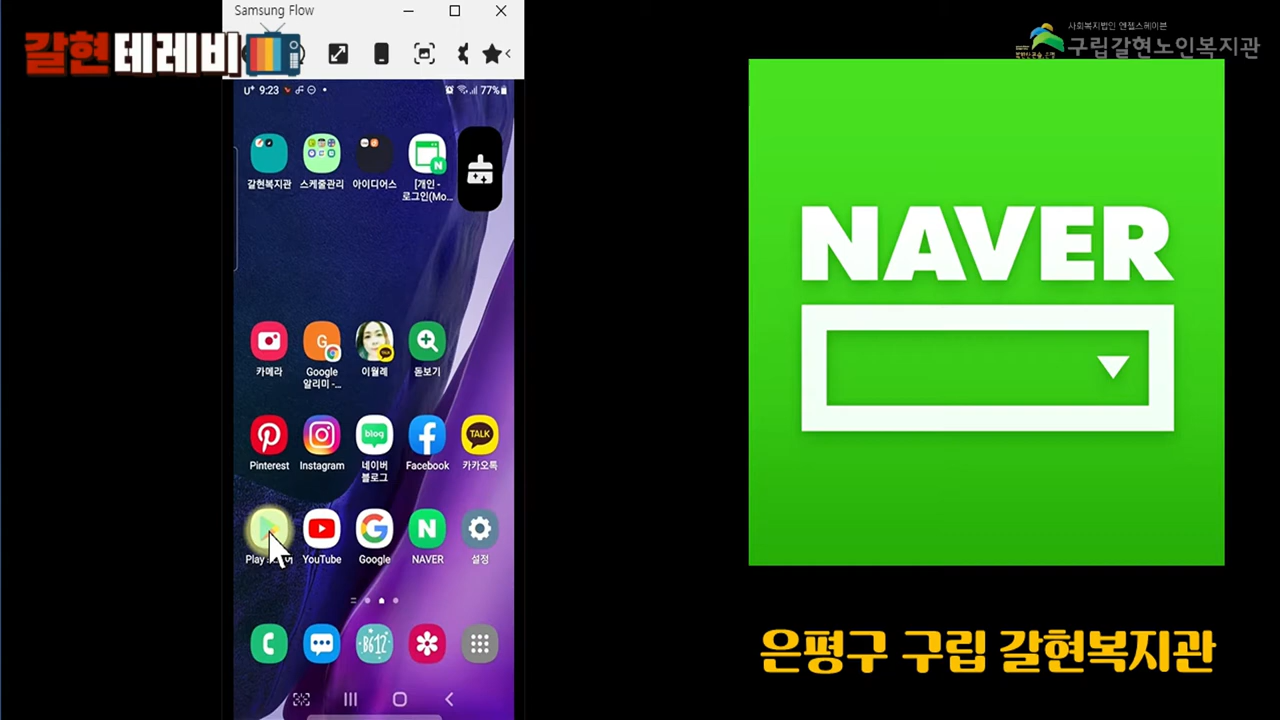 Samsung Flow
갈현테레비
사회복지법인 엔젤스헤이븐
구립갈현노인복지관
U+ 9:23
77%
갈현복지관
스케줄관리
아이디어스
[개인 -
로그인(Mo...
카메라
Google
알리미 -...
이월례
돋보기
Pinterest
Instagram
blog
네이버
블로그
Facebook
TALK
카카오톡
Play
YouTube
Google
NAVER
설정
B612
NAVER
은평구 구립 갈현복지관